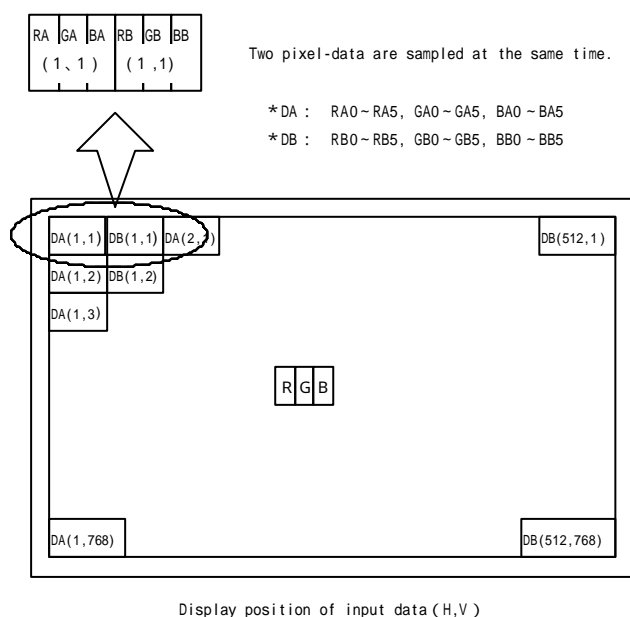 RA GA BA RB GB BB
(1、1) (1,1)
Two pixel-data are sampled at the same time.
*DA: RA0~RA5, GA0~GA5, BA0~BA5
*DB: RB0~RB5, GB0~GB5, BB0~BB5
DA(1,1) DB(1,1) DA(2,1) DB(512,1)
DA(1,2) DB(1,2)
DA(1,3)
R G B
DA(1,768) DB(512,768)
Display position of input data(H,V)